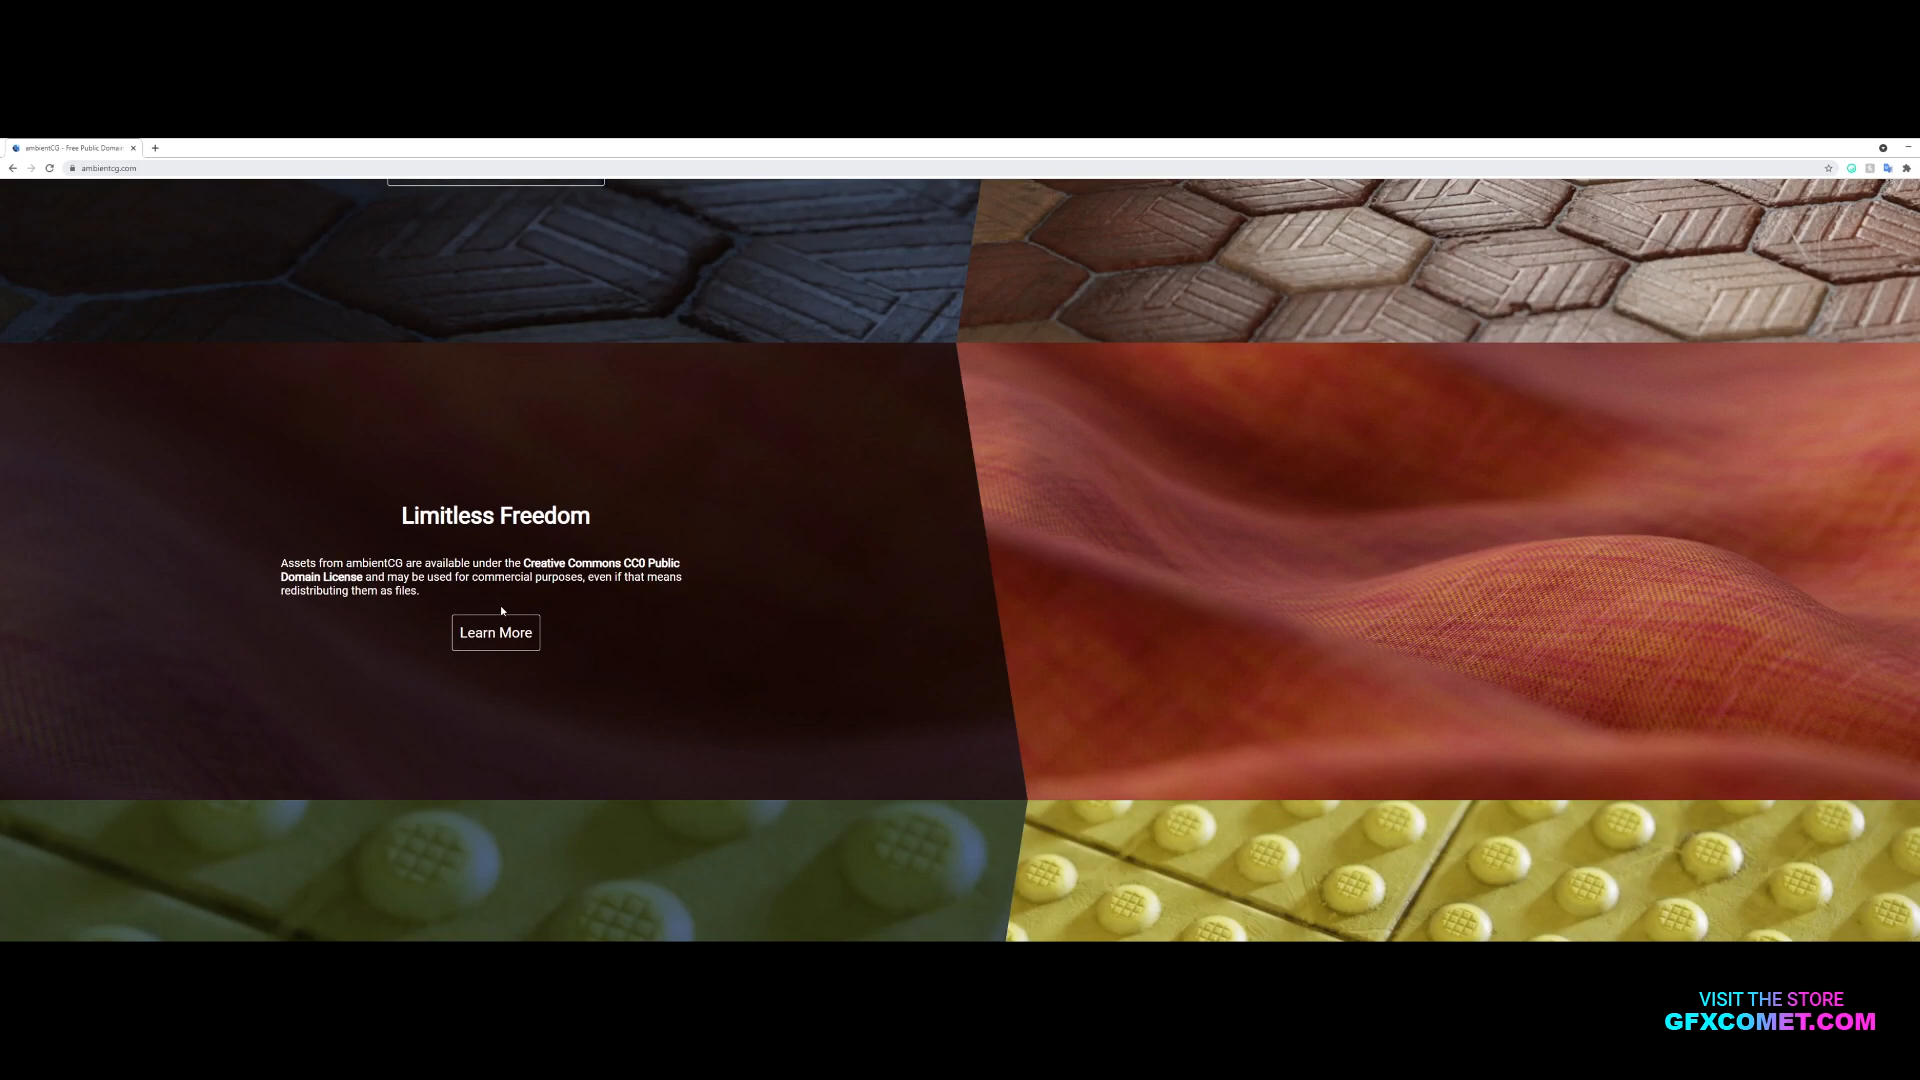 ambientCG - Free Public Domai
ambientcg.com
Limitless Freedom
Assets from ambientCG are available under the Creative Commons CC0 Public
Domain License and may be used for commercial purposes, even if that means
redistributing them as files.
Learn More
VISIT THE STORE
GFXCOMET.COM